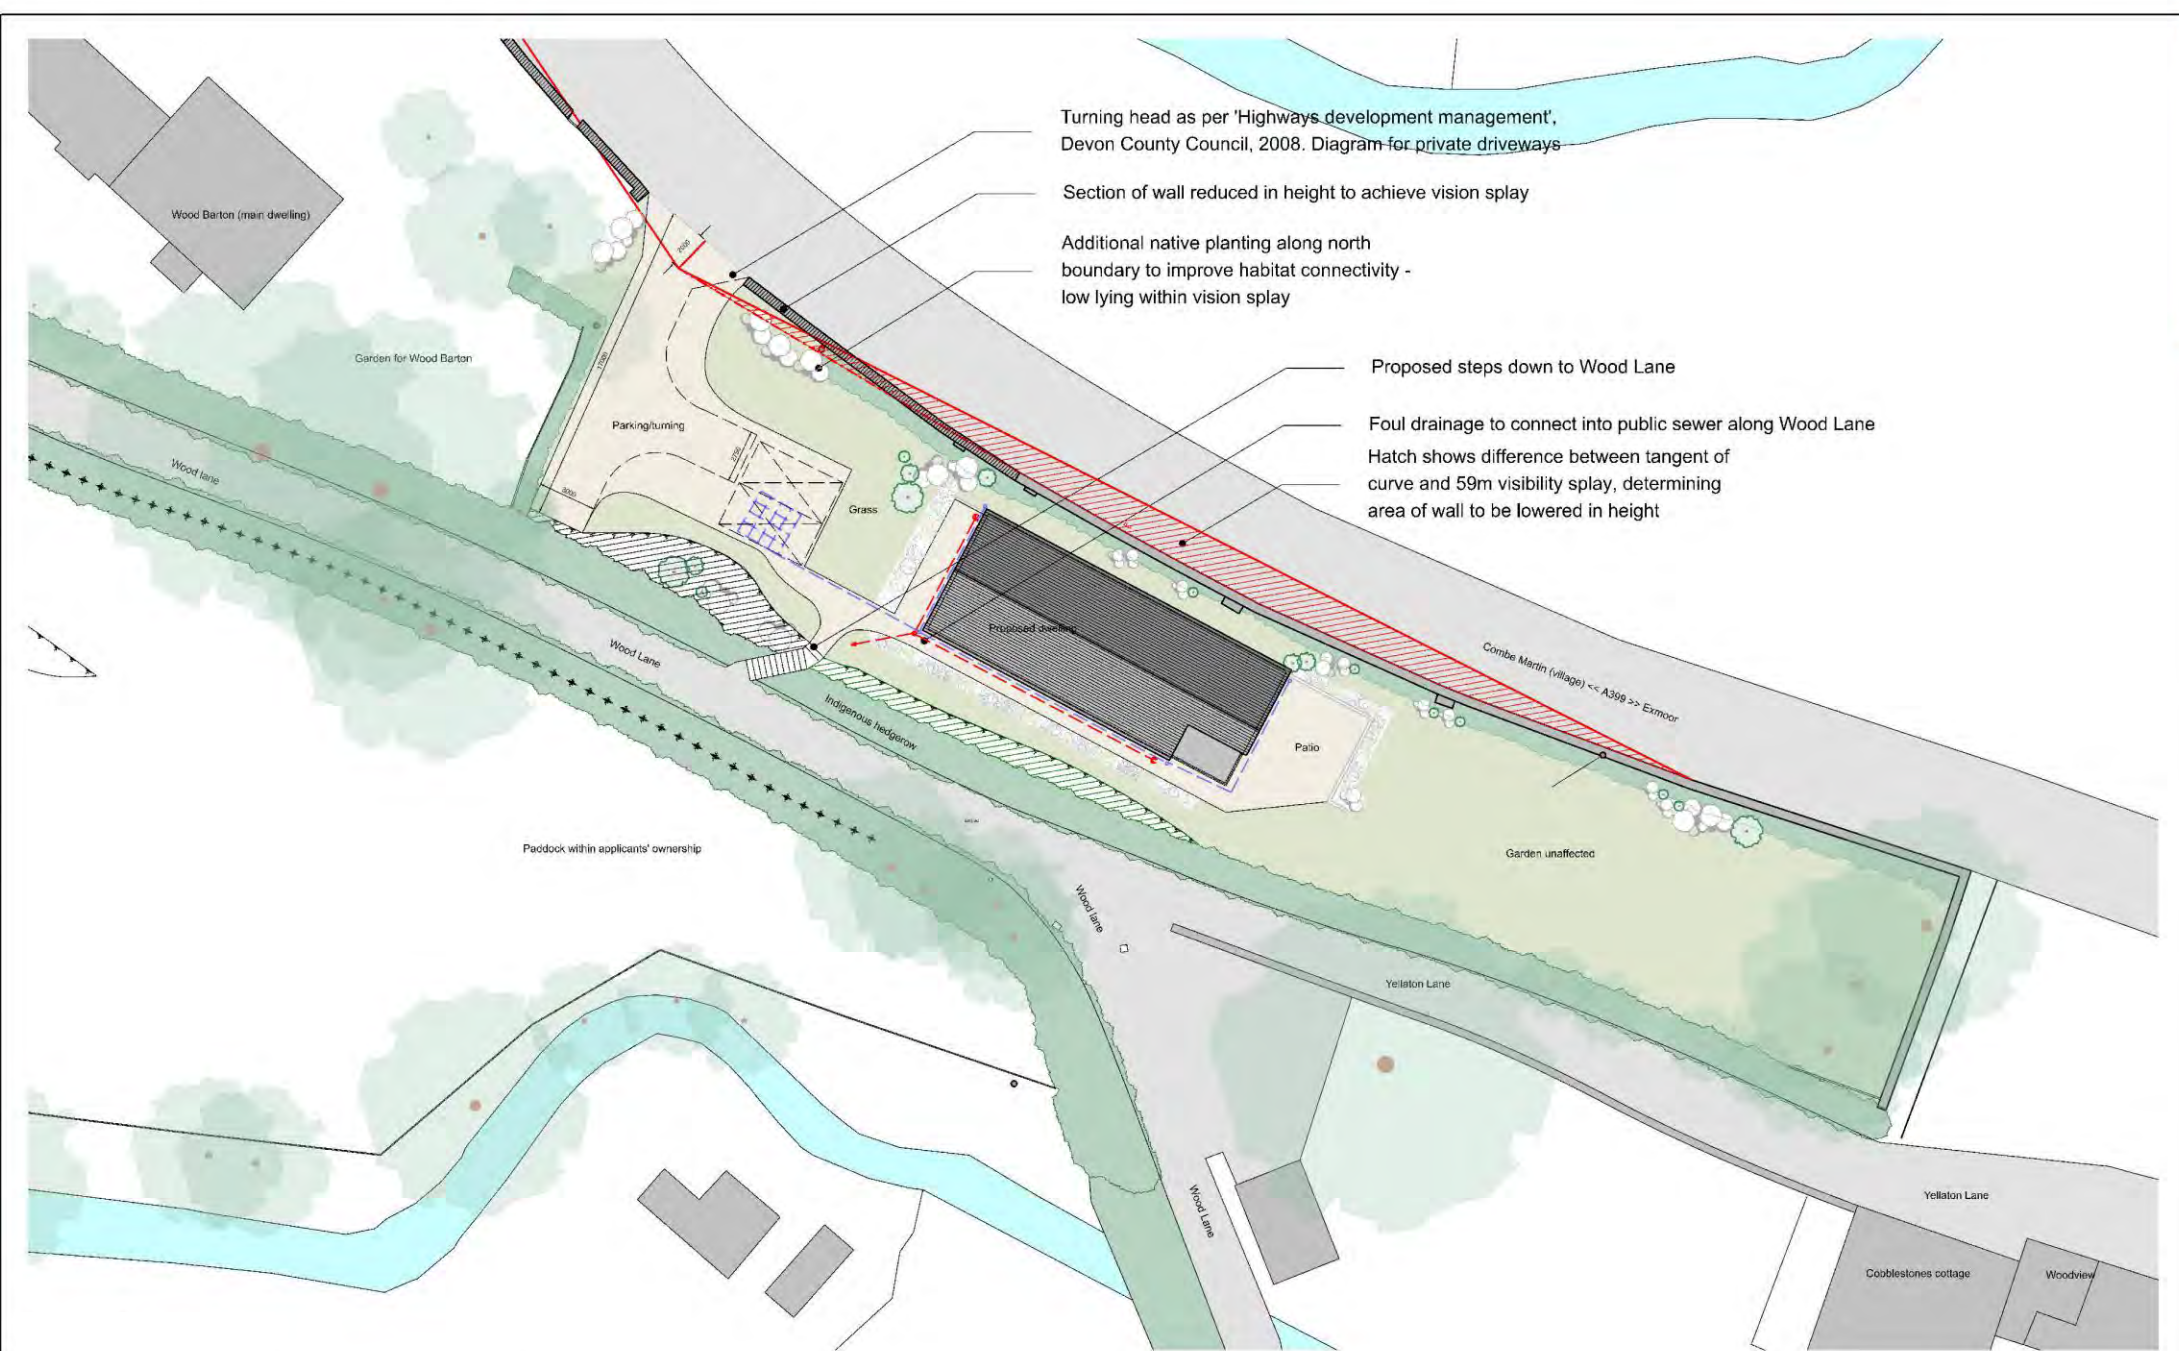 Turning head as per 'Highways development management',
Devon County Council, 2008. Diagram for private driveways
Section of wall reduced in height to achieve vision splay
Additional native planting along north
boundary to improve habitat connectivity -
low lying within vision splay
Proposed steps down to Wood Lane
Foul drainage to connect into public sewer along Wood Lane
Hatch shows difference between tangent of
curve and 59m visibility splay, determining
area of wall to be lowered in height
Wood Barton (main dwelling)
2000
Garden for Wood Barton
Parking/turning
Wood lane
Grass
Proposed dwelling
Wood Lane
Combe Martin (village) << A399 >> Exmoor
Indigenous hedgerow
Patio
Paddock within applicants' ownership
Garden unaffected
Wood lane
Yellaton Lane
Wood Lane
Yellaton Lane
Cobblestones cottage
Woodview